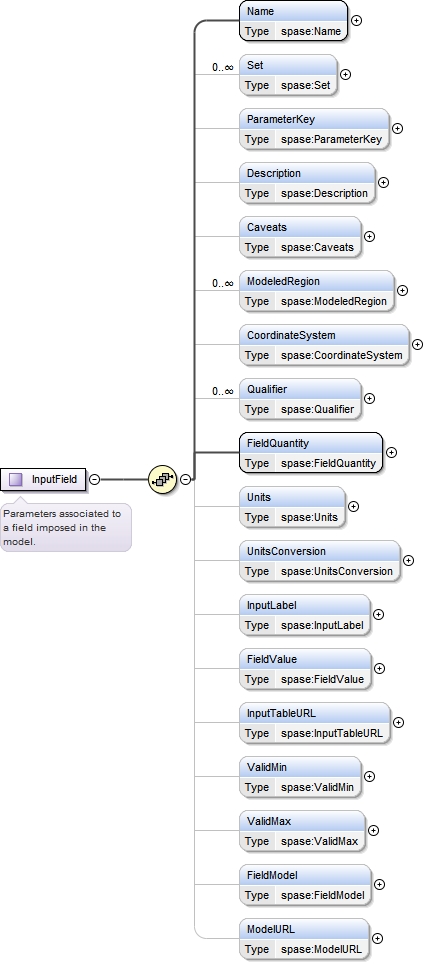 Name
Type spase:Name
0..∞
Set
Type spase:Set
ParameterKey
Type spase:ParameterKey
Description
Type spase:Description
Caveats
Type spase:Caveats
0..∞
ModeledRegion
Type spase:ModeledRegion
CoordinateSystem
Type spase:CoordinateSystem
0..∞
Qualifier
Type spase:Qualifier
FieldQuantity
Type spase:FieldQuantity
InputField
Parameters assosciated to
a field imposed in the
model.
Units
Type spase:Units
UnitsConversion
Type spase:UnitsConversion
InputLabel
Type spase:InputLabel
FieldValue
Type spase:FieldValue
InputTableURL
Type spase:InputTableURL
ValidMin
Type spase:ValidMin
ValidMax
Type spase:ValidMax
FieldModel
Type spase:FieldModel
ModelURL
Type spase:ModelURL